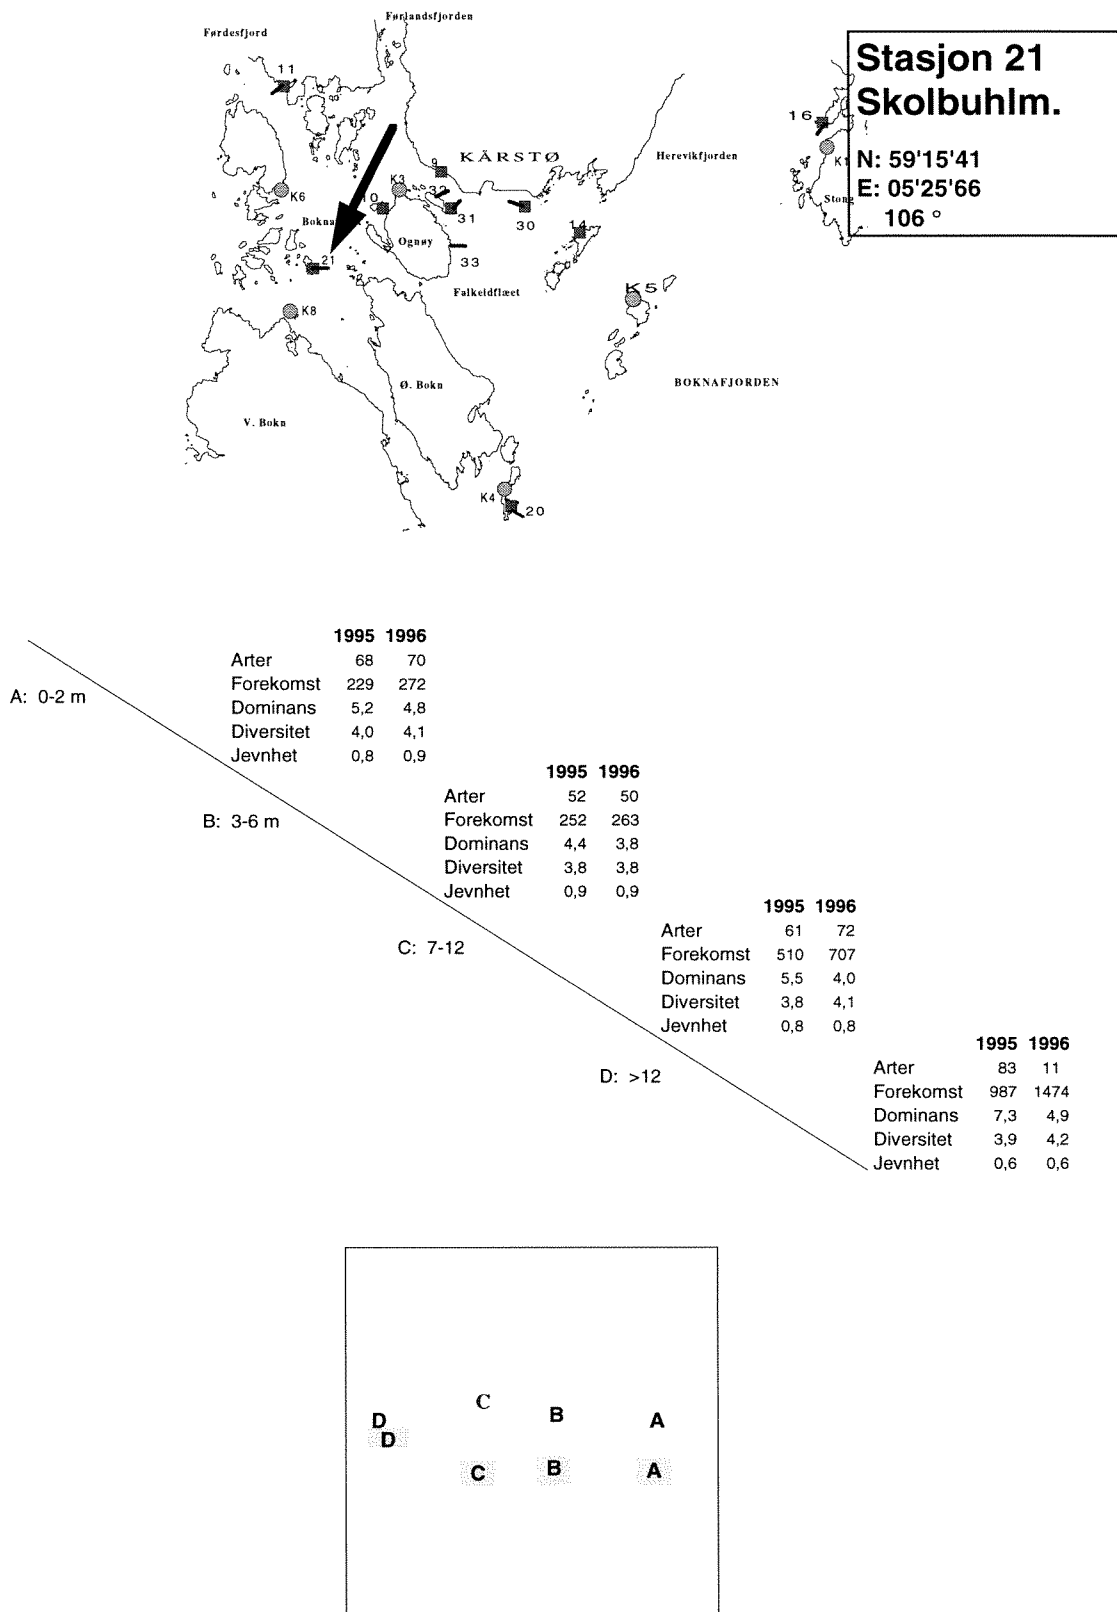 Førlandsfjorden
Førdesfjord
Stasjon 21
Skolbuhlm.
N: 59'15'41
E: 05'25'66
106 °
11
16
K1
Stong
9
KÅRSTØ
Herevikfjorden
K6
K3
32
10
31
30
14
Ognøy
33
21
Falkeidflæet
K5
K8
Ø. Bokn
BOKNAFJORDEN
V. Bokn
K4
20
A: 0-2 m
1995 1996
Arter 68 70
Forekomst 229 272
Dominans 5,2 4,8
Diversitet 4,0 4,1
Jevnhet 0,8 0,9
B: 3-6 m
1995 1996
Arter 52 50
Forekomst 252 263
Dominans 4,4 3,8
Diversitet 3,8 3,8
Jevnhet 0,9 0,9
C: 7-12
1995 1996
Arter 61 72
Forekomst 510 707
Dominans 5,5 4,0
Diversitet 3,8 4,1
Jevnhet 0,8 0,8
D: >12
1995 1996
Arter 83 11
Forekomst 987 1474
Dominans 7,3 4,9
Diversitet 3,9 4,2
Jevnhet 0,6 0,6
C
B
A
D
D
C
B
A